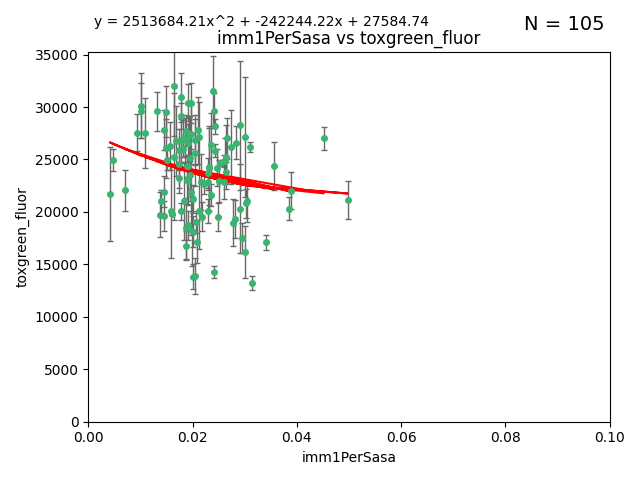 y = 2513684.21x^2 + -242244.22x + 27584.74
N = 105
imm1PerSasa vs toxgreen_fluor
35000
30000
25000
20000
15000
10000
5000
0
toxgreen_fluor
0.00 0.02 0.04 0.06 0.08 0.10
imm1PerSasa